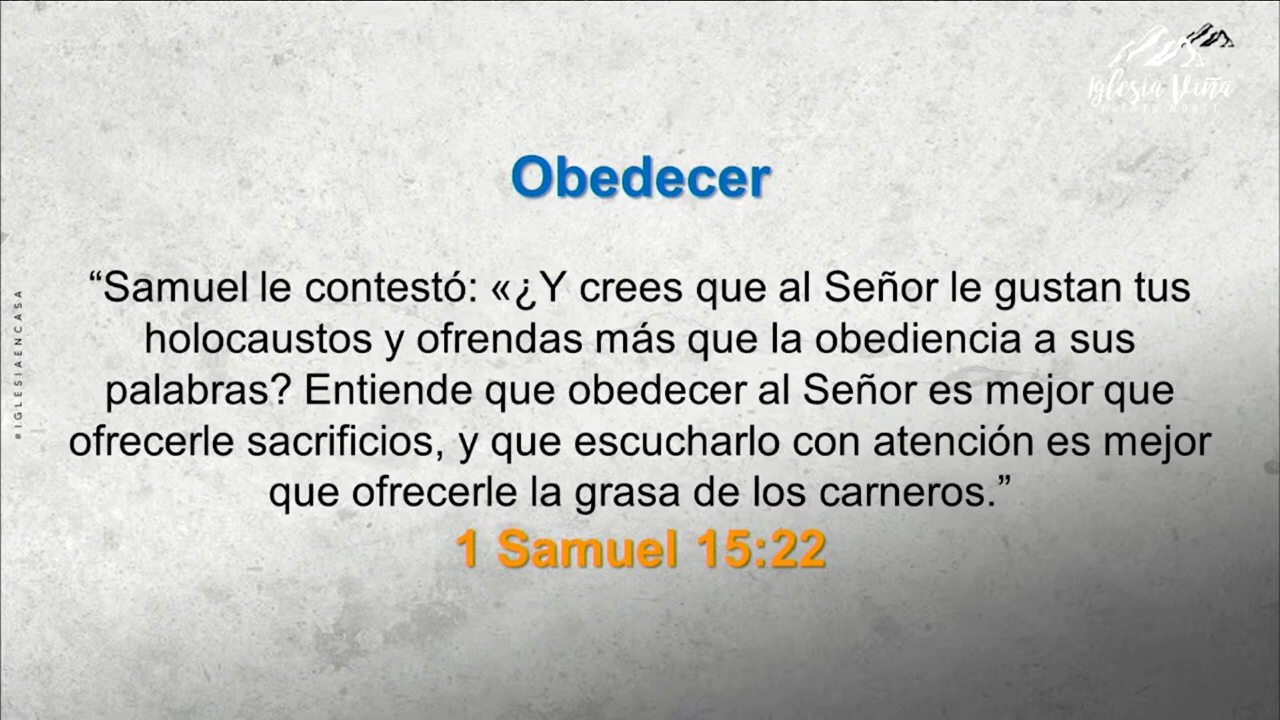 Iglesia Viña
Obedecer
“Samuel le contestó: «¿Y crees que al Señor le gustan tus
holocaustos y ofrendas más que la obediencia a sus
palabras? Entiende que obedecer al Señor es mejor que
ofrecerle sacrificios, y que escucharlo con atención es mejor
que ofrecerle la grasa de los carneros.”
1 Samuel 15:22
#IGLESIAENCASA